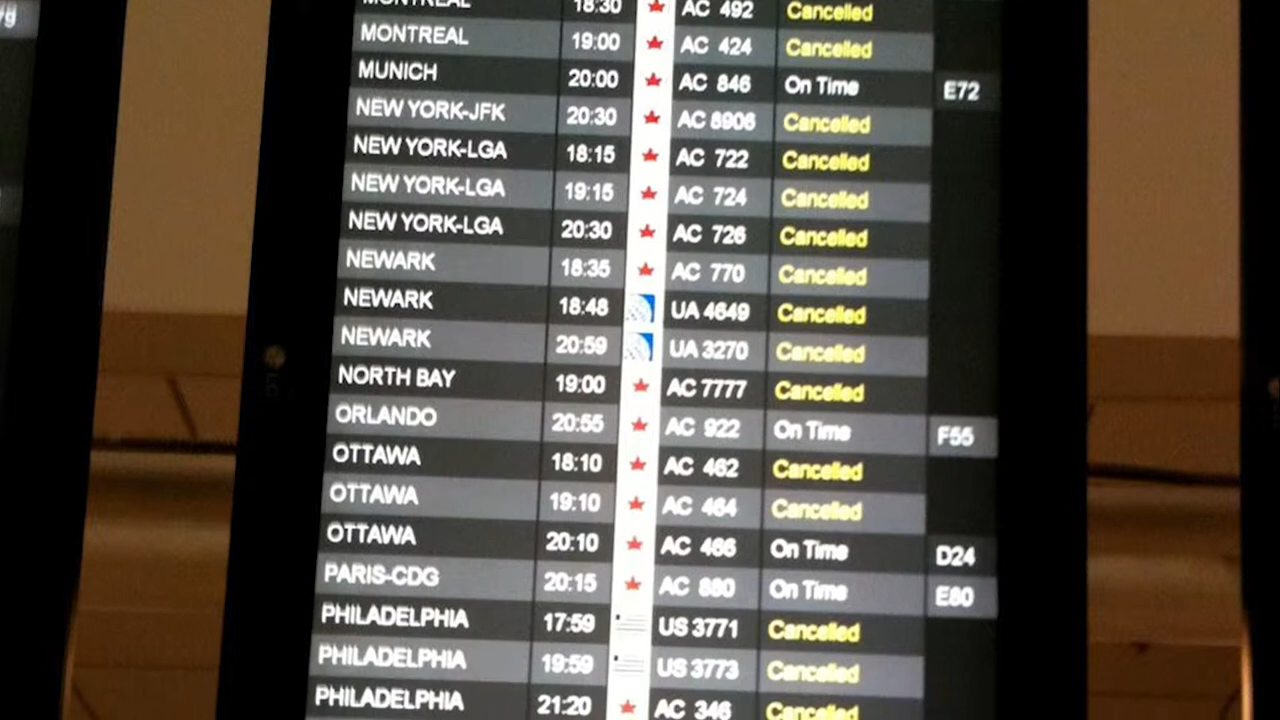 MONTREAL 18:30 AC 492 Cancelled
MONTREAL 19:00 AC 424 Cancelled
MUNICH 20:00 AC 846 On Time E72
NEW YORK-JFK 20:30 AC 8906 Cancelled
NEW YORK-LGA 18:15 AC 722 Cancelled
NEW YORK-LGA 19:15 AC 724 Cancelled
NEW YORK-LGA 20:30 AC 726 Cancelled
NEWARK 18:35 AC 770 Cancelled
NEWARK 18:48 UA 4649 Cancelled
NEWARK 20:59 UA 3270 Cancelled
NORTH BAY 19:00 AC 7777 Cancelled
ORLANDO 20:55 AC 922 On Time F55
OTTAWA 18:10 AC 462 Cancelled
OTTAWA 19:10 AC 464 Cancelled
OTTAWA 20:10 AC 466 On Time D24
PARIS-CDG 20:15 AC 880 On Time E80
PHILADELPHIA 17:59 US 3771 Cancelled
PHILADELPHIA 19:59 US 3773 Cancelled
PHILADELPHIA 21:20 AC 346 Cancelled
LG